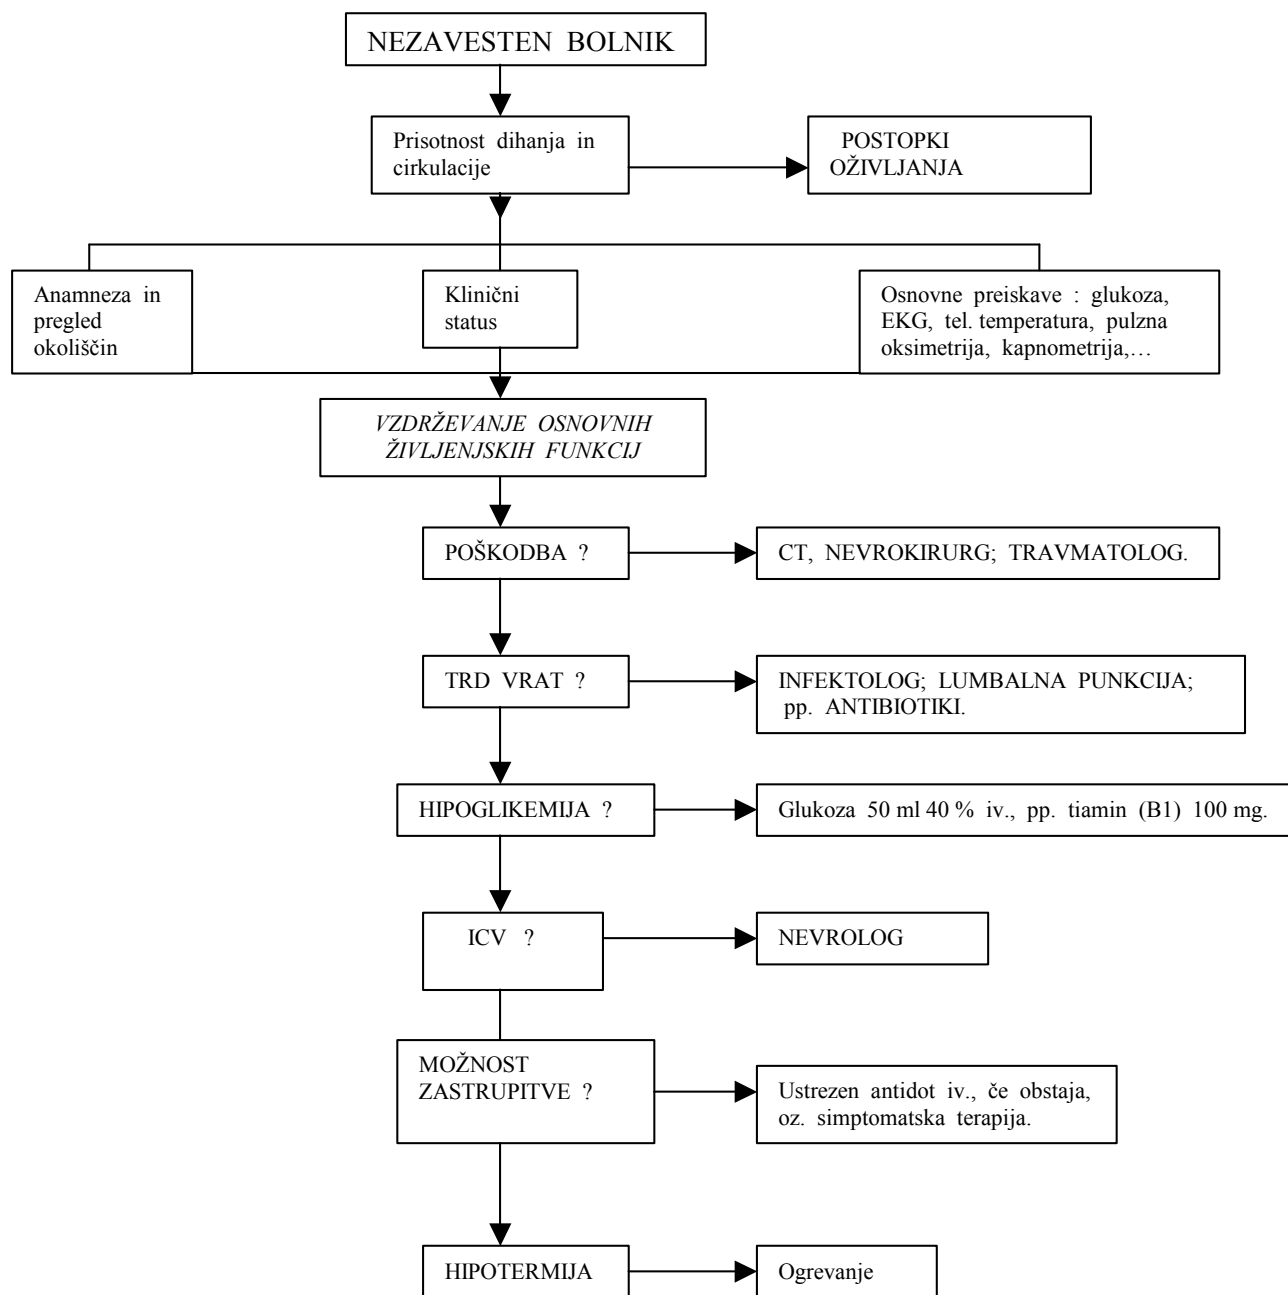 NEZAVESTEN BOLNIK
Prisotnost dihanja in
cirkulacije
POSTOPKI
OŽIVLJANJA
Anamneza in
pregled
okoliščin
Klinični
status
Osnovne preiskave : glukoza,
EKG, tel. temperatura, pulzna
oksimetrija, kapnometrija,…
VZDRŽEVANJE OSNOVNIH
ŽIVLJENJSKIH FUNKCIJ
POŠKODBA ?
CT, NEVROKIRURG; TRAVMATOLOG.
TRD VRAT ?
INFEKTOLOG; LUMBALNA PUNKCIJA;
pp. ANTIBIOTIKI.
HIPOGLIKEMIJA ?
Glukoza 50 ml 40 % iv., pp. tiamin (B1) 100 mg.
ICV ?
NEVROLOG
MOŽNOST
ZASTRUPITVE ?
Ustrezen antidot iv., če obstaja,
oz. simptomatska terapija.
HIPOTERMIJA
Ogrevanje